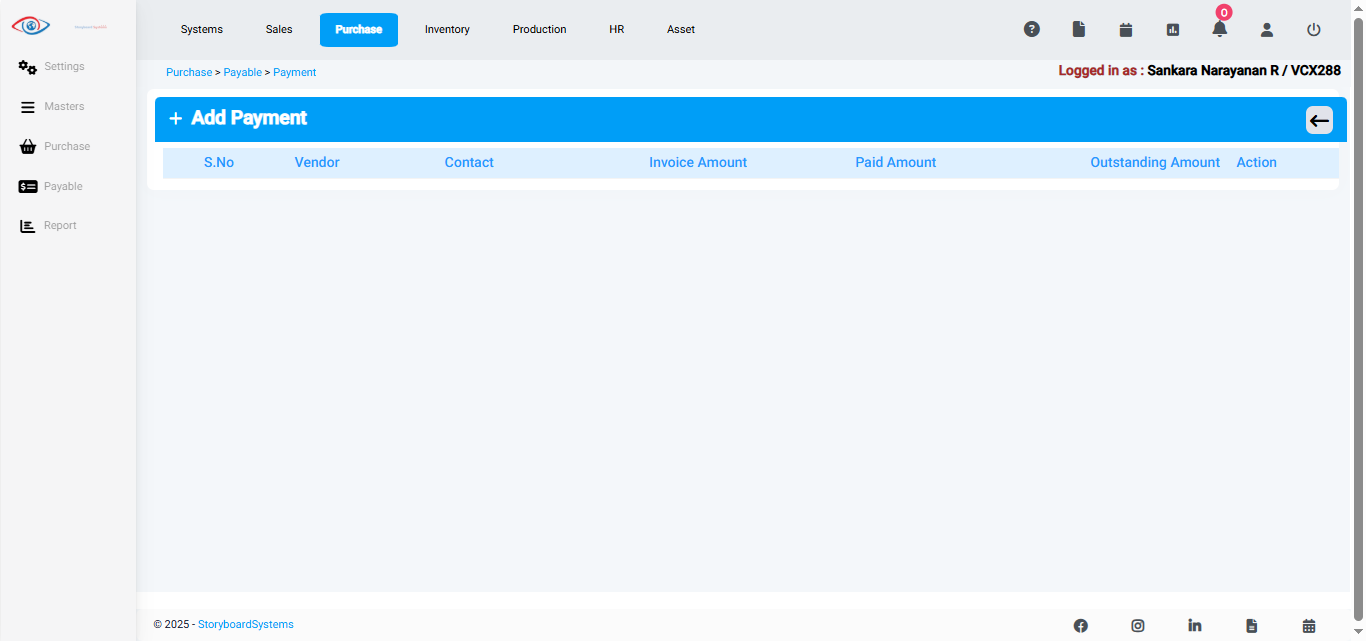 Systems Sales Purchase Inventory Production HR Asset 0
Settings
Masters
Purchase
Payable
Report
Purchase > Payable > Payment
Logged in as : Sankara Narayanan R / VCX288
+ Add Payment
S.No Vendor Contact Invoice Amount Paid Amount Outstanding Amount Action
© 2025 - StoryboardSystems